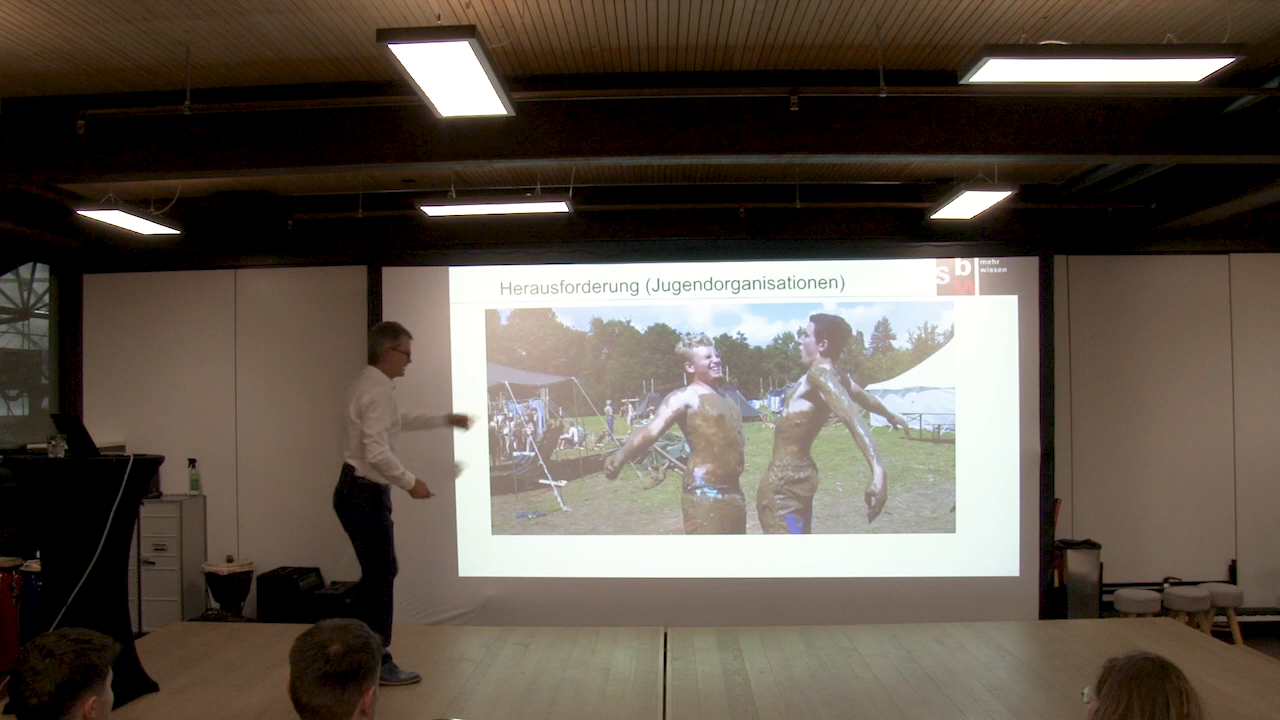 Herausforderung (Jugendorganisationen)
sb
mehr
wissen